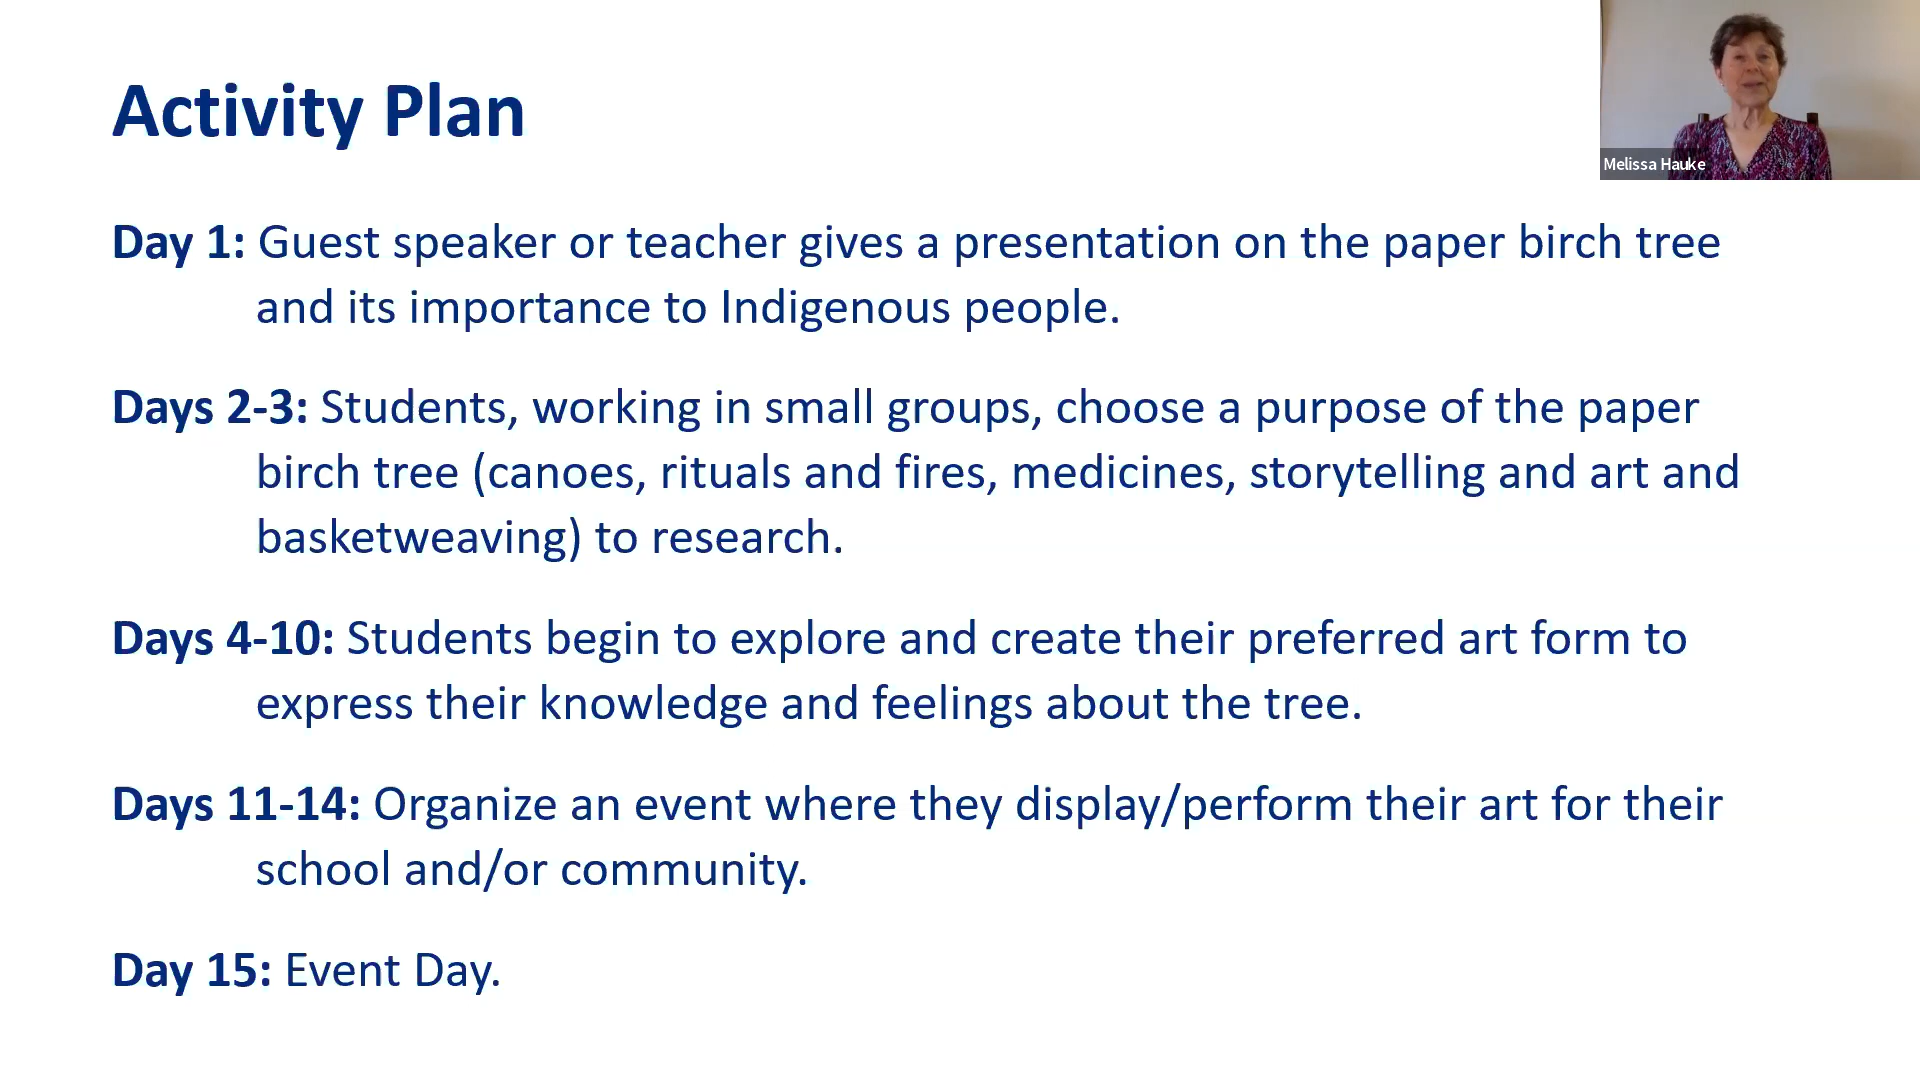 Activity Plan
Melissa Hauke
Day 1: Guest speaker or teacher gives a presentation on the paper birch tree
and its importance to Indigenous people.
Days 2-3: Students, working in small groups, choose a purpose of the paper
birch tree (canoes, rituals and fires, medicines, storytelling and art and
basketweaving) to research.
Days 4-10: Students begin to explore and create their preferred art form to
express their knowledge and feelings about the tree.
Days 11-14: Organize an event where they display/perform their art for their
school and/or community.
Day 15: Event Day.